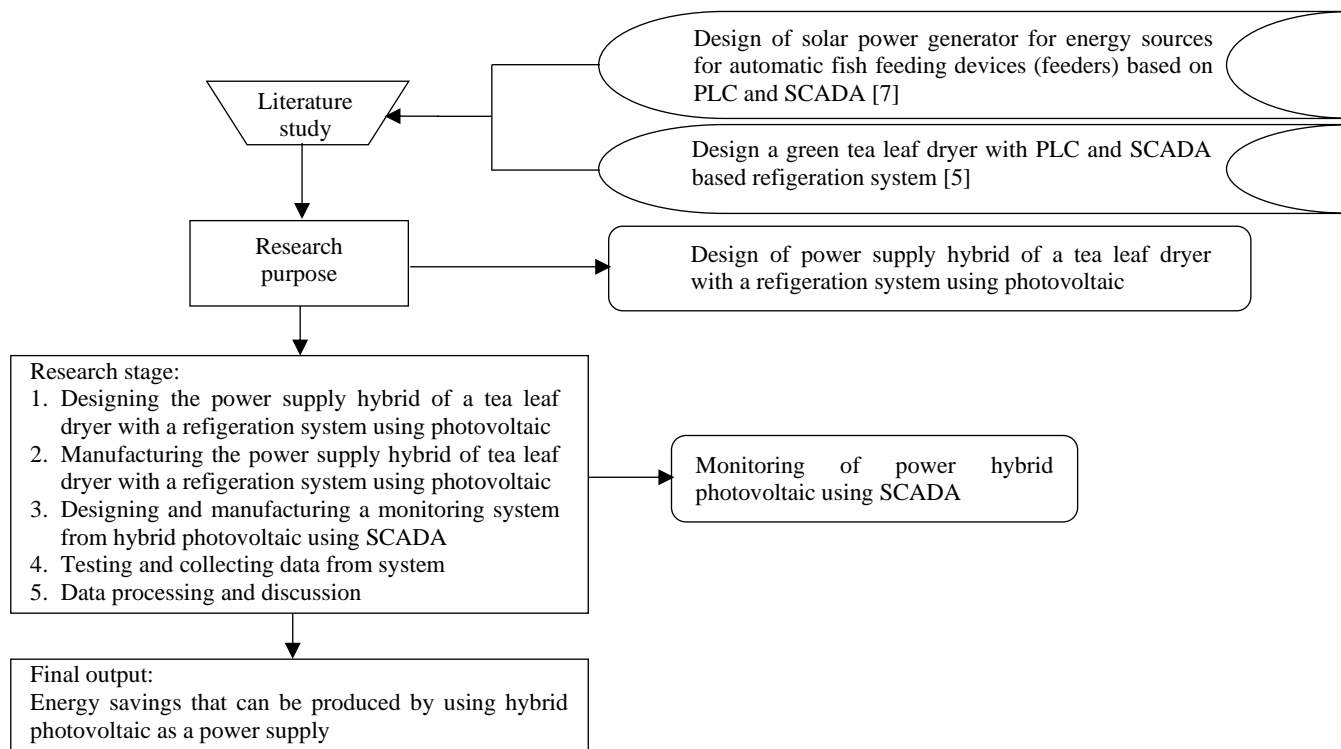 Design of solar power generator for energy sources
for automatic fish feeding devices (feeders) based on
PLC and SCADA [7]
Literature
study
Design a green tea leaf dryer with PLC and SCADA
based refigeration system [5]
Research
purpose
Design of power supply hybrid of a tea leaf dryer
with a refigeration system using photovoltaic
Research stage:
1. Designing the power supply hybrid of a tea leaf
dryer with a refigeration system using photovoltaic
2. Manufacturing the power supply hybrid of tea leaf
dryer with a refigeration system using photovoltaic
3. Designing and manufacturing a monitoring system
from hybrid photovoltaic using SCADA
4. Testing and collecting data from system
5. Data processing and discussion
Monitoring of power hybrid
photovoltaic using SCADA
Final output:
Energy savings that can be produced by using hybrid
photovoltaic as a power supply